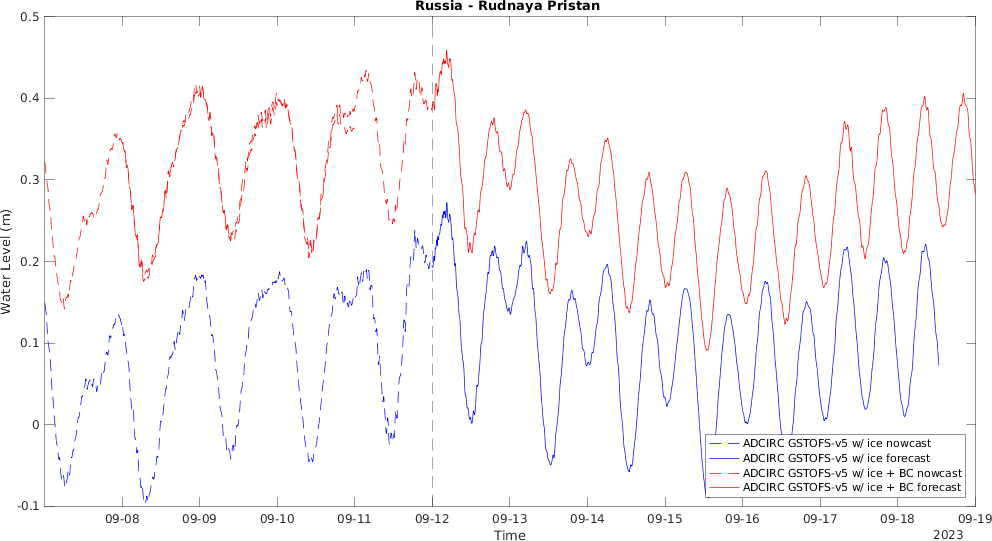 Russia - Rudnaya Pristan
0.5
0.4
0.3
0.2
0.1
0
-0.1
Water Level (m)
ADCIRC GSTOFS-v5 w/ ice nowcast
ADCIRC GSTOFS-v5 w/ ice forecast
ADCIRC GSTOFS-v5 w/ ice + BC nowcast
ADCIRC GSTOFS-v5 w/ ice + BC forecast
09-08 09-09 09-10 09-11 09-12 09-13 09-14 09-15 09-16 09-17 09-18 09-19
Time
2023